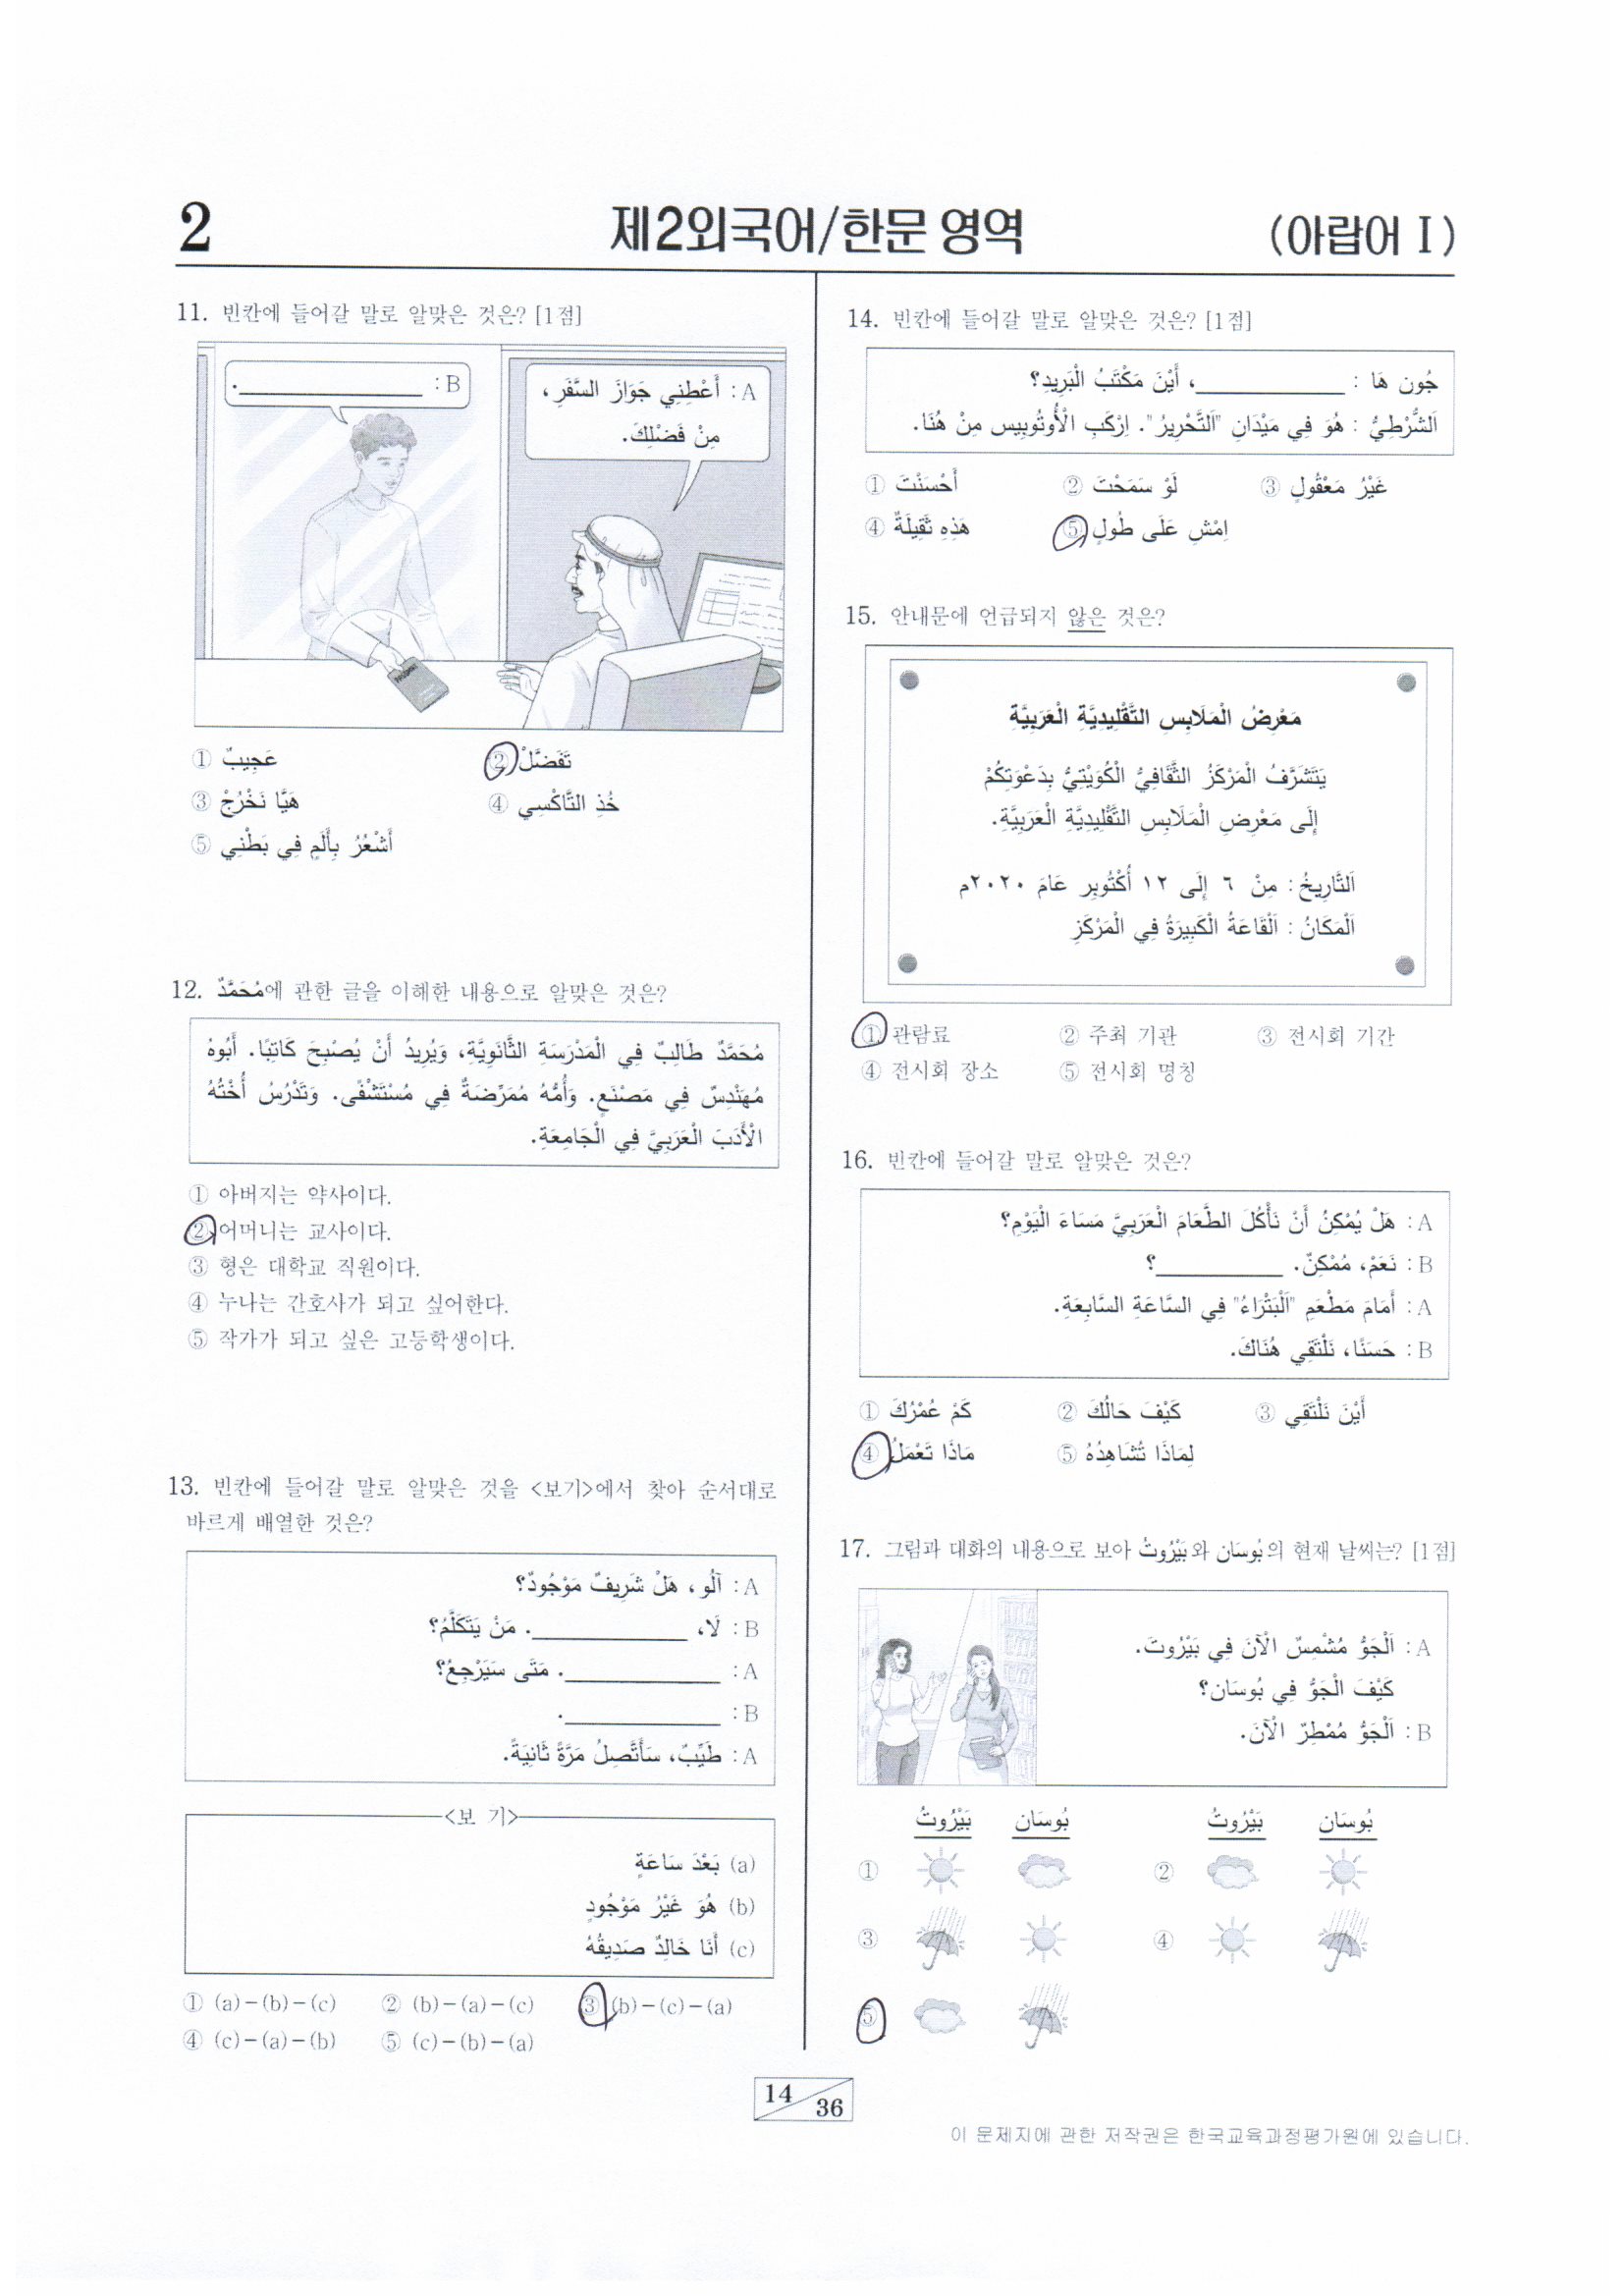 2
제2외국어/한문 영역
(아랍어 Ⅰ)
11. 빈칸에 들어갈 말로 알맞은 것은? [1점]
B: ____________.
A: أَعْطِنِي جَوَازَ السَّفَرِ،
مِنْ فَضْلِكَ.
① عَجِيبٌ
② تَفَضَّلْ
③ هَيَّا نَخْرُجْ
④ خُذِ التَّاكْسِي
⑤ أَشْعُرُ بِأَلَمٍ فِي بَطْنِي
12. مُحَمَّدٌ에 관한 글을 이해한 내용으로 알맞은 것은?
مُحَمَّدٌ طَالِبٌ فِي الْمَدْرَسَةِ الثَّانَوِيَّةِ، وَيُرِيدُ أَنْ يُصْبِحَ كَاتِبًا. أَبُوهُ
مُهَنْدِسٌ فِي مَصْنَعٍ. وَأُمُّهُ مُمَرِّضَةٌ فِي مُسْتَشْفًى. وَتَدْرُسُ أُخْتُهُ
الْأَدَبَ الْعَرَبِيَّ فِي الْجَامِعَةِ.
① 아버지는 약사이다.
② 어머니는 교사이다.
③ 형은 대학교 직원이다.
④ 누나는 간호사가 되고 싶어한다.
⑤ 작가가 되고 싶은 고등학생이다.
13. 빈칸에 들어갈 말로 알맞은 것을 <보기>에서 찾아 순서대로
바르게 배열한 것은?
A: آلُو، هَلْ شَرِيفٌ مَوْجُودٌ؟
B: لَا، ____________. مَنْ يَتَكَلَّمُ؟
A: ____________. مَتَى سَيَرْجِعُ؟
B: ____________.
A: طَيِّبٌ، سَأَتَّصِلُ مَرَّةً ثَانِيَةً.
<보 기>
(a) بَعْدَ سَاعَةٍ
(b) هُوَ غَيْرُ مَوْجُودٍ
(c) أَنَا خَالِدٌ صَدِيقُهُ
① (a)-(b)-(c) ② (b)-(a)-(c) ③ (b)-(c)-(a)
④ (c)-(a)-(b) ⑤ (c)-(b)-(a)
14. 빈칸에 들어갈 말로 알맞은 것은? [1점]
جُون هَا : ____________، أَيْنَ مَكْتَبُ الْبَرِيدِ؟
اَلشُّرْطِيُّ : هُوَ فِي مَيْدَانِ "اَلتَّحْرِيرُ". اِرْكَبِ الْأُوتُوبِيس مِنْ هُنَا.
① أَحْسَنْتَ ② لَوْ سَمَحْتَ ③ غَيْرُ مَعْقُولٍ
④ هَذِهِ ثَقِيلَةٌ ⑤ اِمْشِ عَلَى طُولٍ
15. 안내문에 언급되지 않은 것은?
مَعْرِضُ الْمَلَابِسِ التَّقْلِيدِيَّةِ الْعَرَبِيَّةِ
يَتَشَرَّفُ الْمَرْكَزُ الثَّقَافِيُّ الْكُوَيْتِيُّ بِدَعْوَتِكُمْ
إِلَى مَعْرِضِ الْمَلَابِسِ التَّقْلِيدِيَّةِ الْعَرَبِيَّةِ.
اَلتَّارِيخُ : مِنْ ٦ إِلَى ١٢ أُكْتُوبِر عَامَ ٢٠٢٠م
اَلْمَكَانُ : اَلْقَاعَةُ الْكَبِيرَةُ فِي الْمَرْكَزِ
① 관람료 ② 주최 기관 ③ 전시회 기간
④ 전시회 장소 ⑤ 전시회 명칭
16. 빈칸에 들어갈 말로 알맞은 것은?
A: هَلْ يُمْكِنُ أَنْ نَأْكُلَ الطَّعَامَ الْعَرَبِيَّ مَسَاءَ الْيَوْمِ؟
B: نَعَمْ، مُمْكِنٌ. ____________؟
A: أَمَامَ مَطْعَمِ "اَلْبَتْرَاءُ" فِي السَّاعَةِ السَّابِعَةِ.
B: حَسَنًا، نَلْتَقِي هُنَاكَ.
① كَمْ عُمْرُكَ ② كَيْفَ حَالُكَ ③ أَيْنَ نَلْتَقِي
④ مَاذَا تَعْمَلُ ⑤ لِمَاذَا تُشَاهِدُهُ
17. 그림과 대화의 내용으로 보아 بَيْرُوتُ와 بُوسَان의 현재 날씨는? [1점]
A: اَلْجَوُّ مُشْمِسٌ الْآنَ فِي بَيْرُوتَ.
كَيْفَ الْجَوُّ فِي بُوسَان؟
B: اَلْجَوُّ مُمْطِرٌ الْآنَ.
بَيْرُوتُ بُوسَان بَيْرُوتُ بُوسَان
① ②
③ ④
⑤
14 36
이 문제지에 관한 저작권은 한국교육과정평가원에 있습니다.